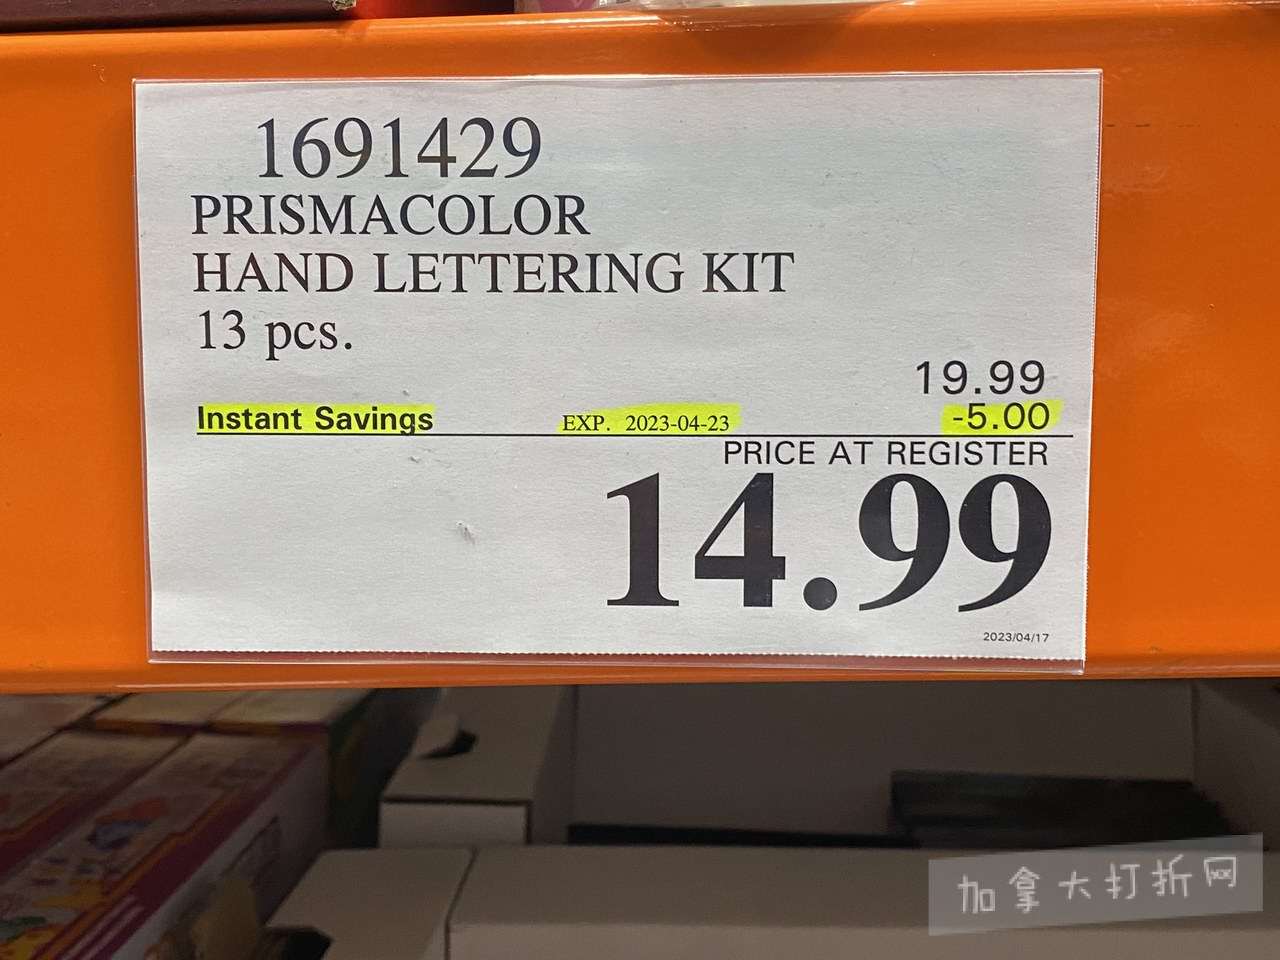 1691429
PRISMACOLOR
HAND LETTERING KIT
13 pcs.
19.99
Instant Savings EXP. 2023-04-23 -5.00
PRICE AT REGISTER
14.99
2023/04/17
加拿大打折网